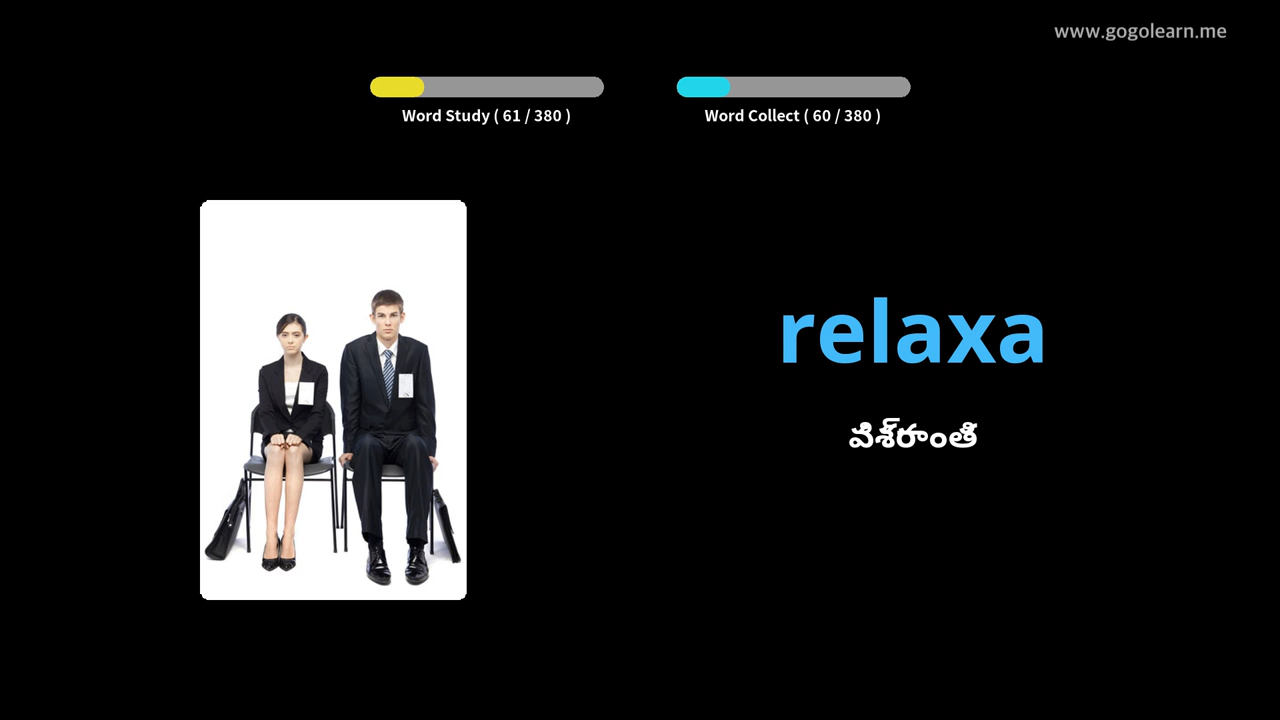 www.gogolearn.me
Word Study ( 61 / 380 )
Word Collect ( 60 / 380 )
relaxa
విశ్రాంతి